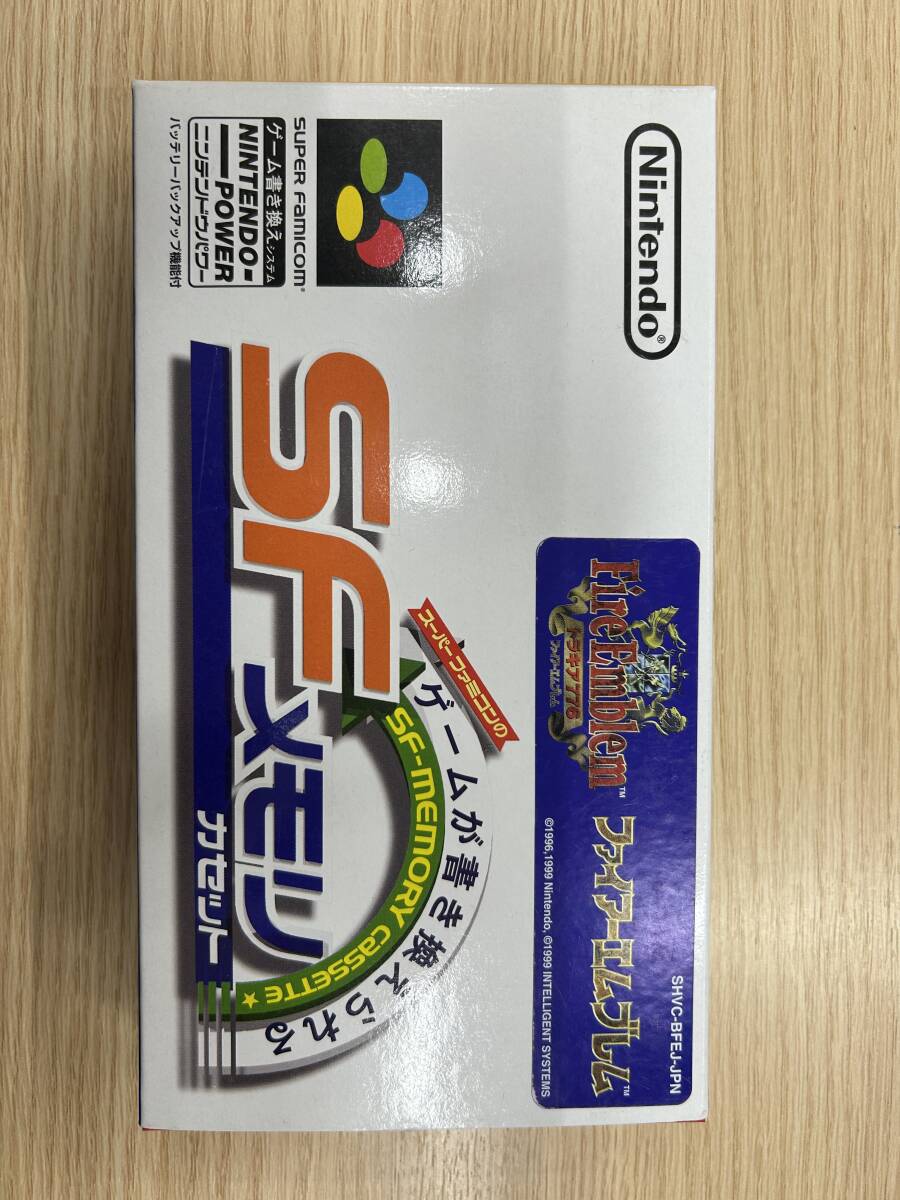 Nintendo®
SHVC-BFEJ-JPN
Fire Emblem™
トラキア776
ファイアーエムブレム
ファイアーエムブレム™
©1996,1999 Nintendo, ©1999 INTELLIGENT SYSTEMS
スーパーファミコンの
ゲームが書き換えられる
SF-MEMORY CASSETTE★
SFメモリ
カセット
SUPER FAMICOM®
ゲーム書き換えシステム
NINTENDO-
POWER
ニンテンドウパワー
バッテリーバックアップ機能付